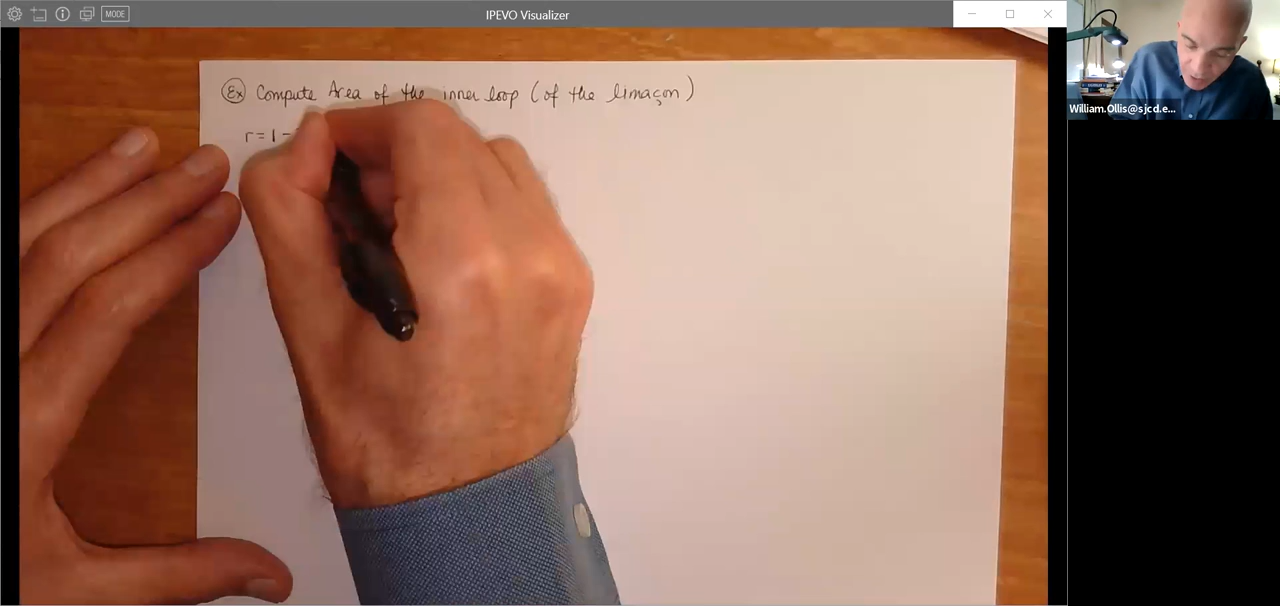 MODE
IPEVO Visualizer
Ex Compute Area of the inner loop (of the limaçon)
r = 1 -
William.Ollis@sjcd.e...